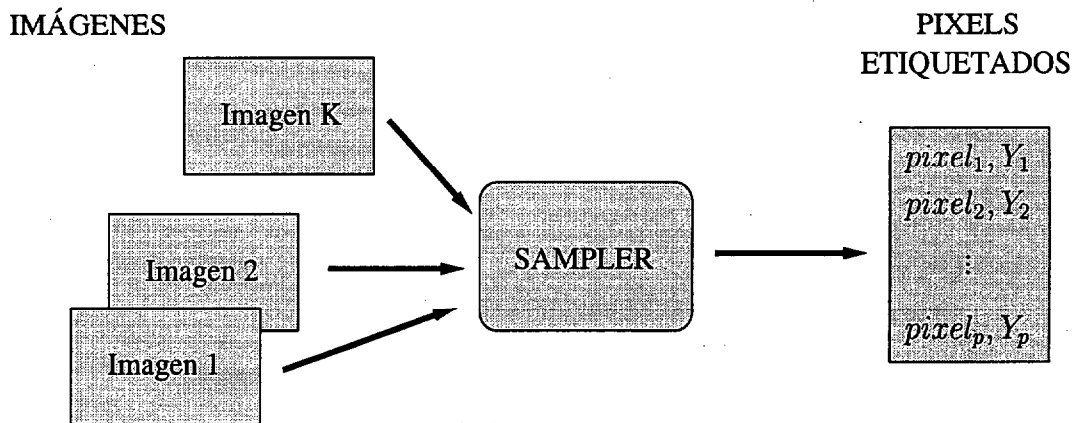 IMÁGENES
PIXELS
ETIQUETADOS
Imagen K
Imagen 2
Imagen 1
SAMPLER
pixel₁, Y₁
pixel₂, Y₂
⋮
pixelₚ, Yₚ